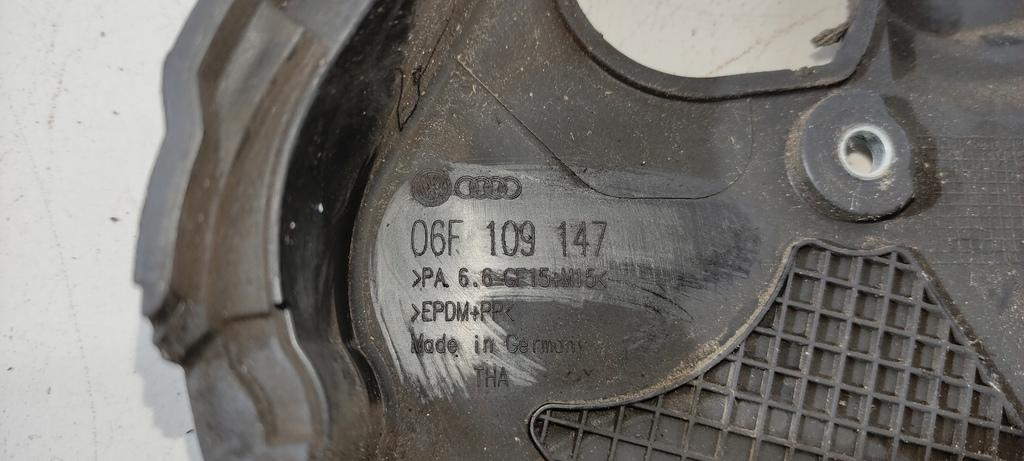 06F 109 147
>PA 6.6-GF15+M15<
>EPDM+PP<
Made in Germany
THA